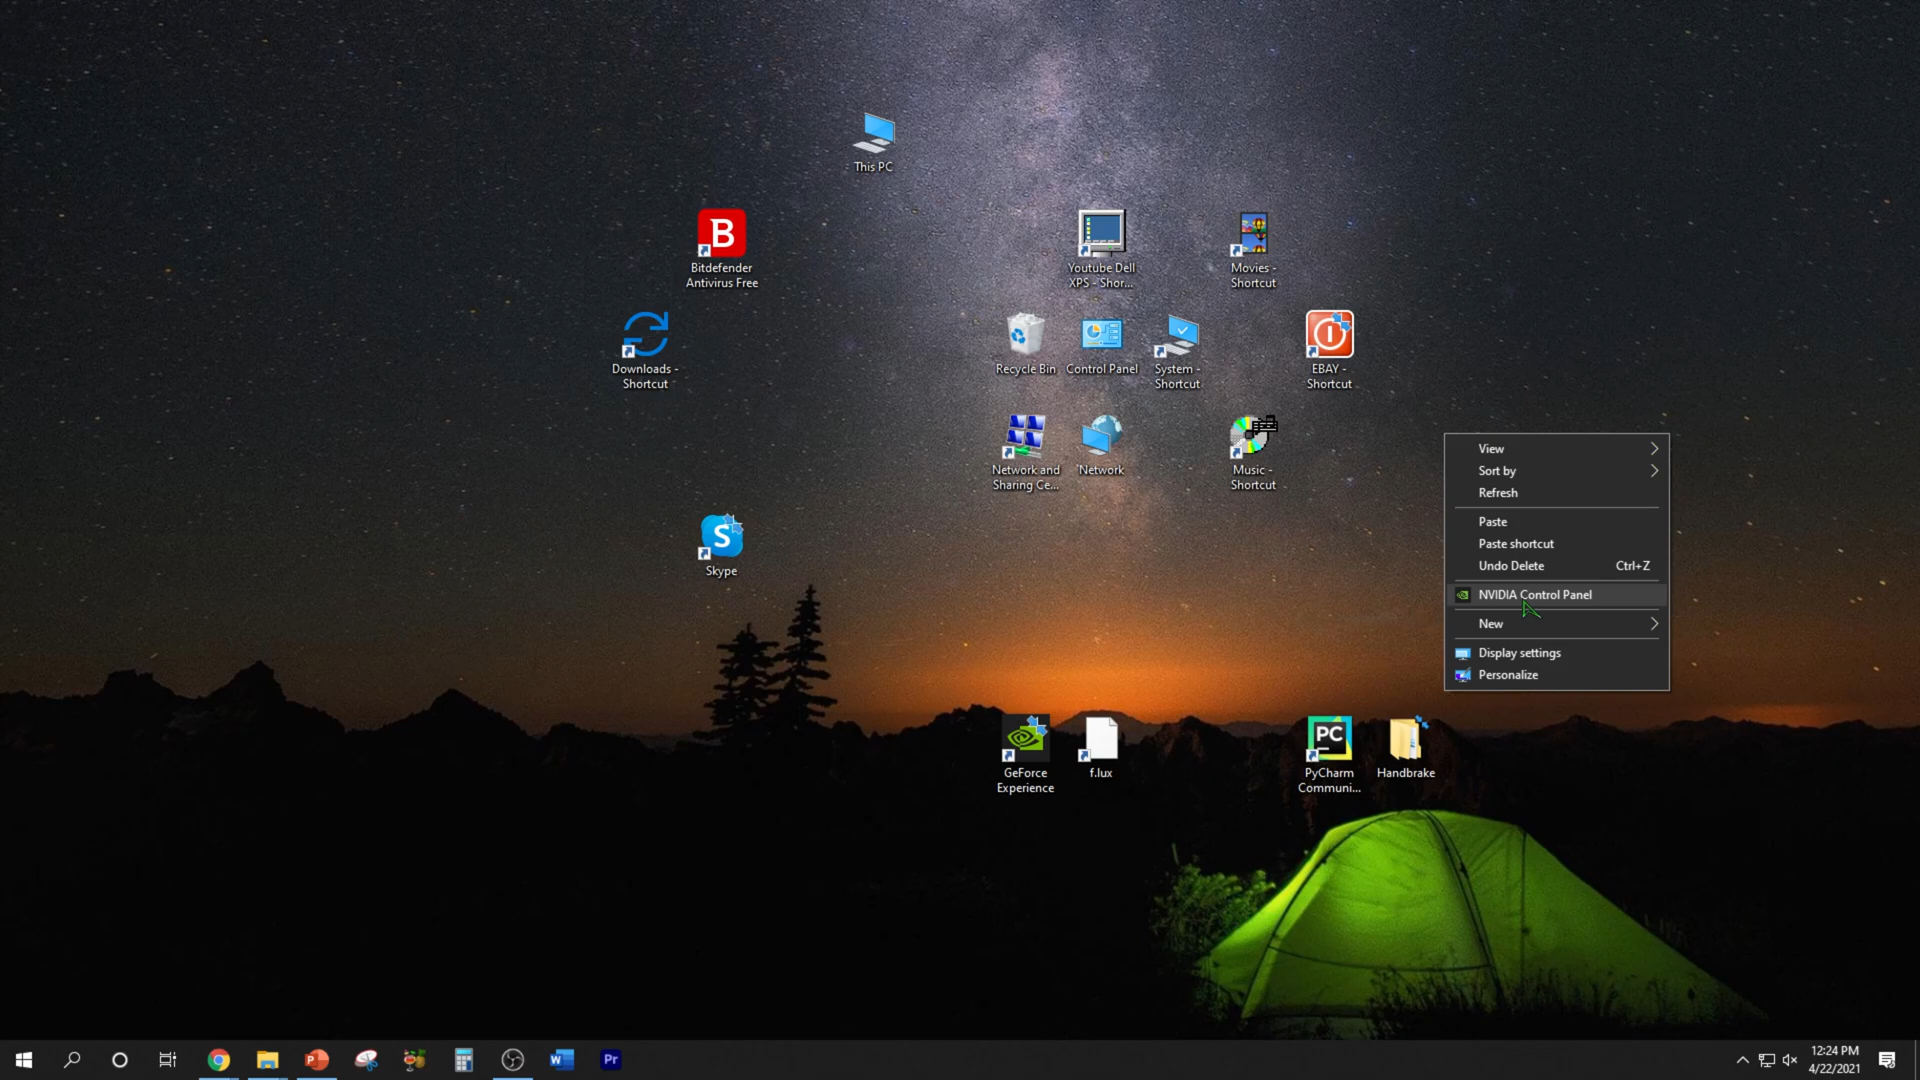 This PC
B
Bitdefender
Antivirus Free
Youtube Dell
XPS - Shor...
Movies -
Shortcut
Downloads -
Shortcut
Recycle Bin
Control Panel
System -
Shortcut
EBAY -
Shortcut
Network and
Sharing Ce...
Network
Music -
Shortcut
S
Skype
View
Sort by
Refresh
Paste
Paste shortcut
Undo Delete Ctrl+Z
NVIDIA Control Panel
New
Display settings
Personalize
GeForce
Experience
f.lux
PC
PyCharm
Communi...
Handbrake
P
W
Pr
12:24 PM
4/22/2021